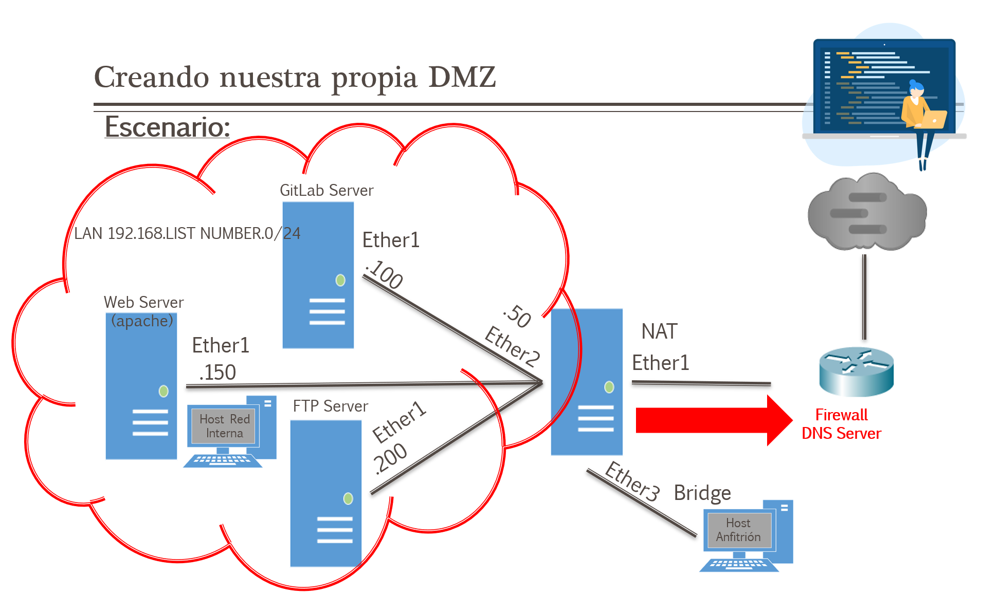 Creando nuestra propia DMZ
Escenario:
GitLab Server
LAN 192.168.LIST NUMBER.0/24
Ether1
.100
Web Server
(apache)
Ether1
.150
.50
Ether2
NAT
Ether1
Host Red
Interna
FTP Server
Ether1
.200
Firewall
DNS Server
Ether3
Bridge
Host
Anfitrión